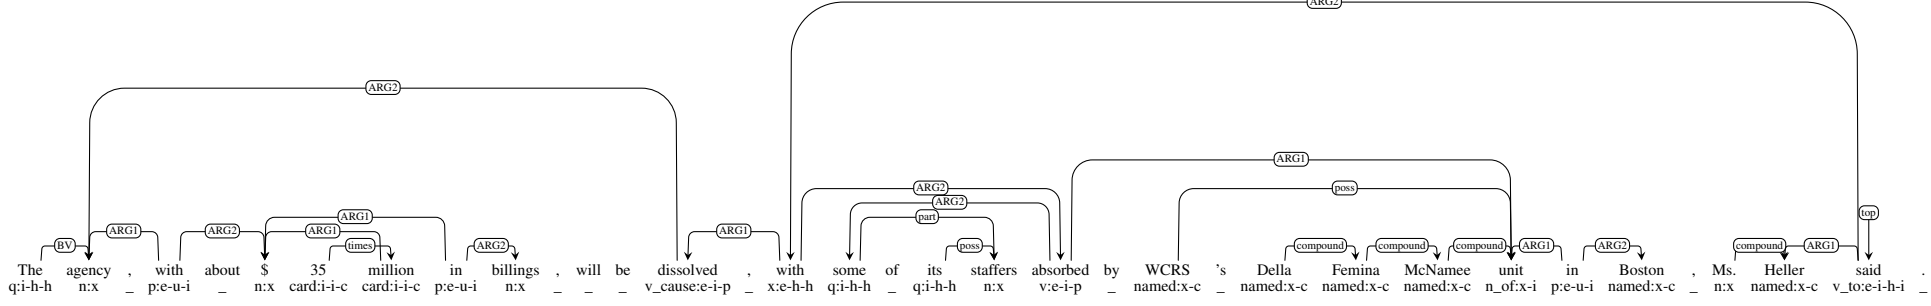 ARG2
ARG2
ARG1
ARG2 poss
ARG2
ARG1 part top
ARG1 ARG2 ARG1 ARG1
BV times ARG2 poss compound compound compound ARG1 ARG2 compound ARG1
The agency , with about $ 35 million in billings , will be dissolved , with some of its staffers absorbed by WCRS 's Della Femina McNamee unit in Boston , Ms. Heller said .
q:i-h-h n:x _ p:e-u-i _ n:x card:i-i-c card:i-i-c p:e-u-i n:x _ _ _ v_cause:e-i-p _ x:e-h-h q:i-h-h _ q:i-h-h n:x v:e-i-p _ named:x-c _ named:x-c named:x-c named:x-c n_of:x-i p:e-u-i named:x-c _ n:x named:x-c v_to:e-i-h-i _